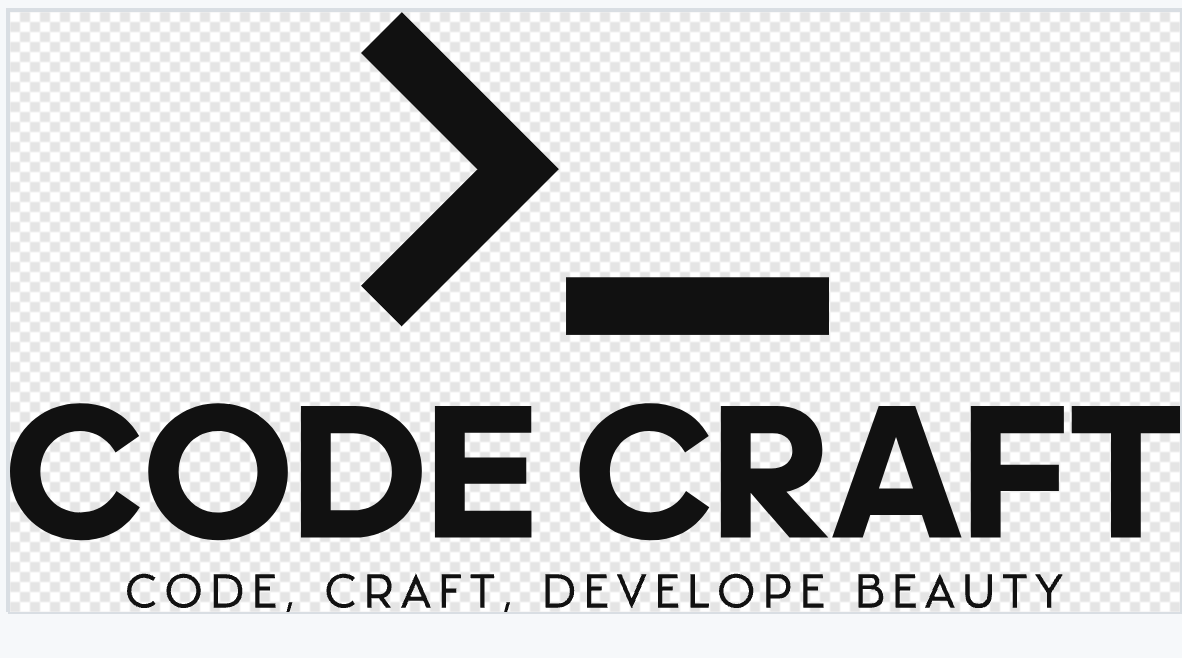 >_
CODE CRAFT
CODE, CRAFT, DEVELOPE BEAUTY